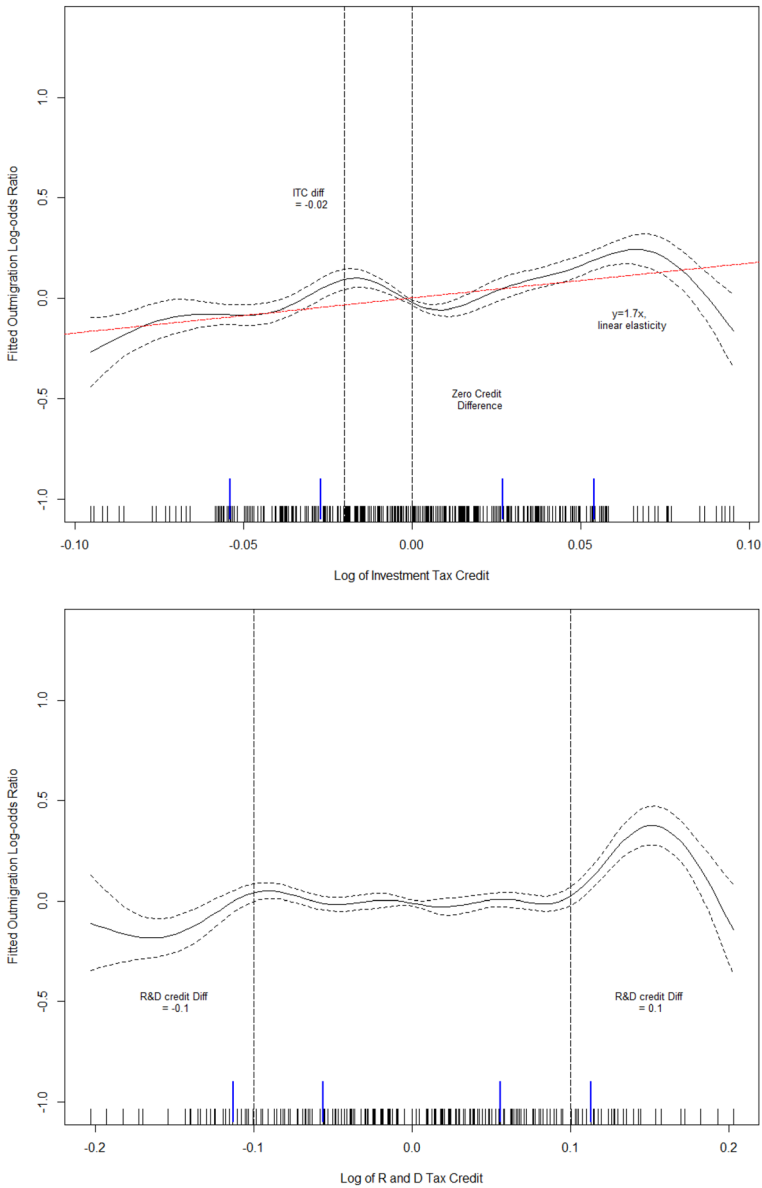 1.0
0.5
0.0
-0.5
-1.0
Fitted Outmigration Log-odds Ratio
ITC diff
= -0.02
y=1.7x,
linear elasticity
Zero Credit
Difference
-0.10
-0.05
0.00
0.05
0.10
Log of Investment Tax Credit
1.0
0.5
0.0
-0.5
-1.0
Fitted Outmigration Log-odds Ratio
R&D credit Diff
= -0.1
R&D credit Diff
= 0.1
-0.2
-0.1
0.0
0.1
0.2
Log of R and D Tax Credit